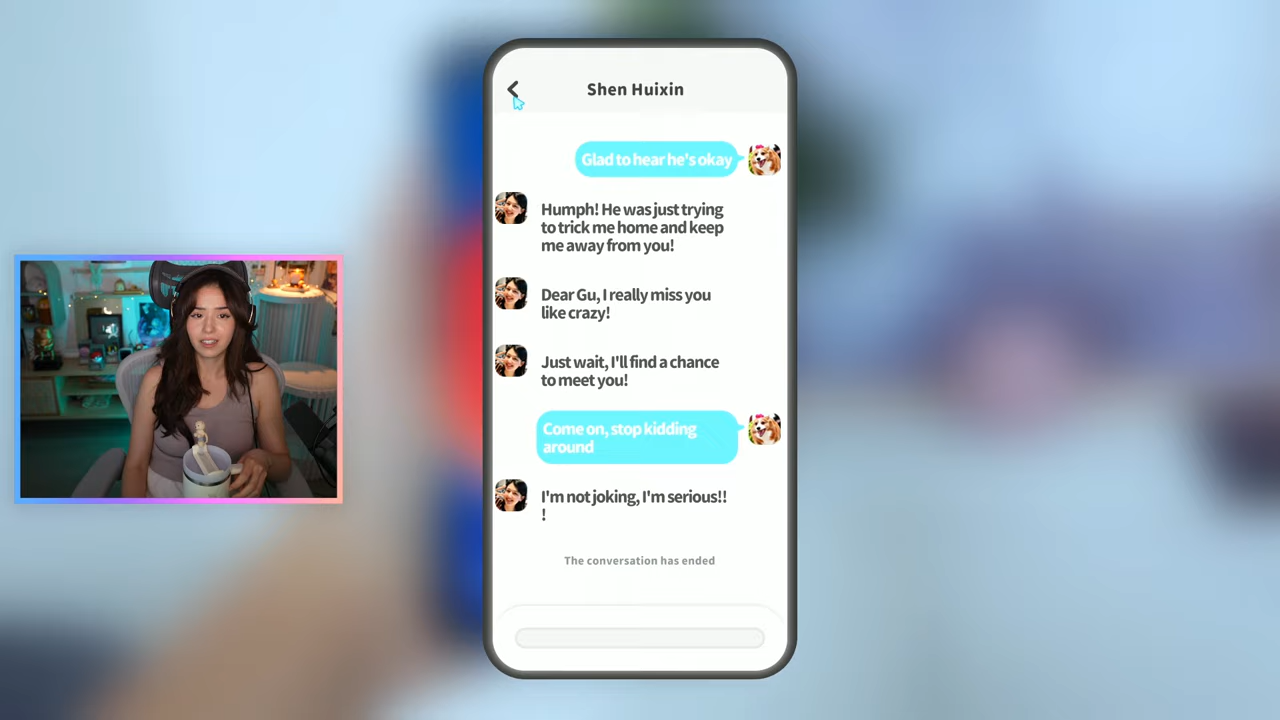 Shen Huixin
Glad to hear he's okay
Humph! He was just trying
to trick me home and keep
me away from you!
Dear Gu, I really miss you
like crazy!
Just wait, I'll find a chance
to meet you!
Come on, stop kidding
around
I'm not joking, I'm serious!!
!
The conversation has ended